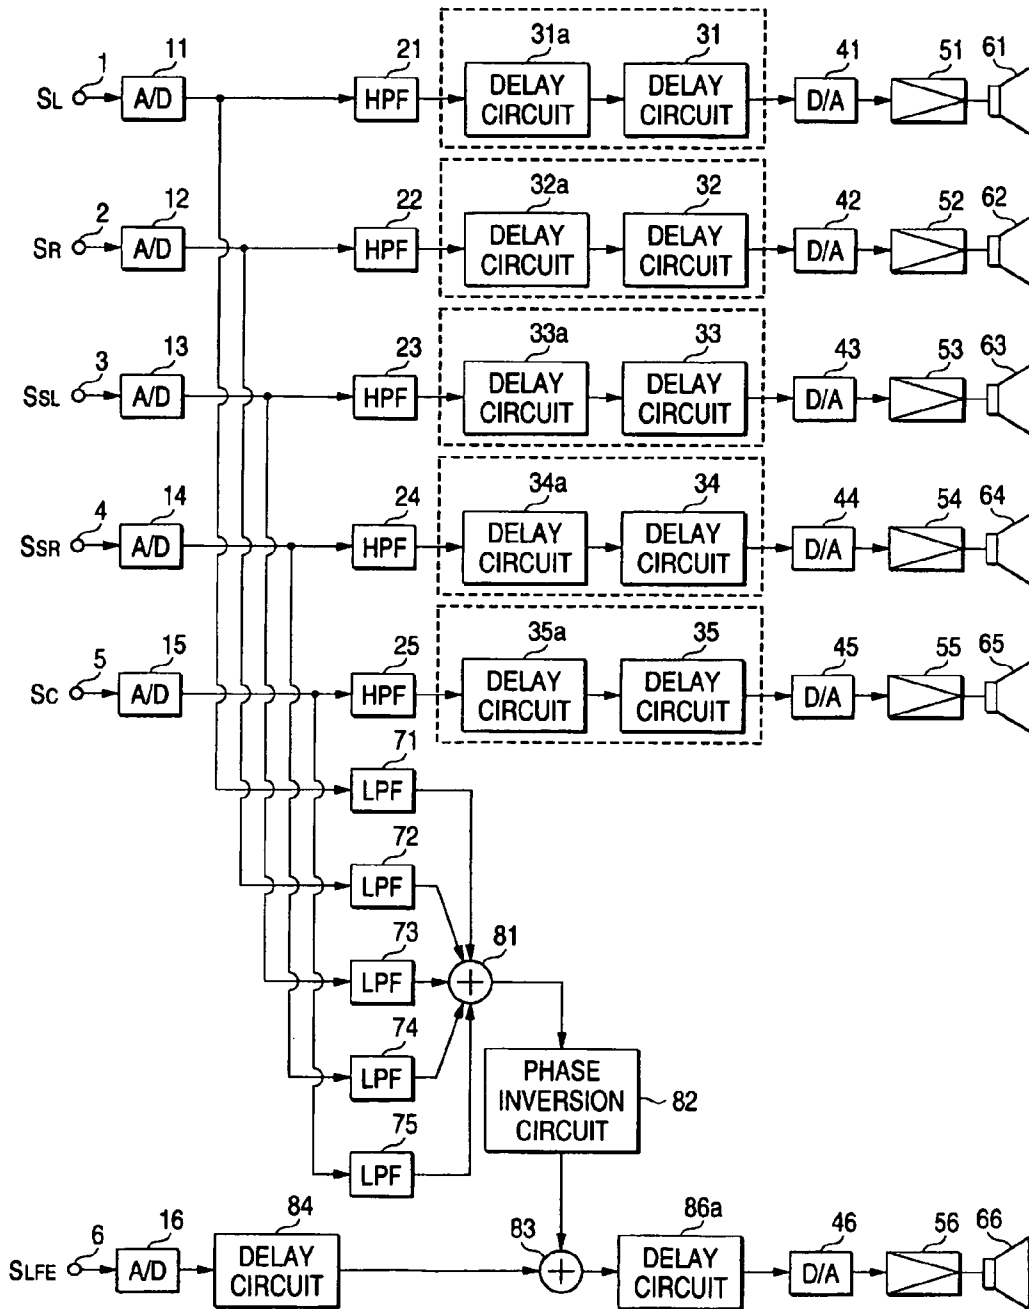 11 21 31a 31 41 51 61
1
SL A/D HPF DELAY CIRCUIT DELAY CIRCUIT D/A
12 22 32a 32 42 52 62
2
SR A/D HPF DELAY CIRCUIT DELAY CIRCUIT D/A
13 23 33a 33 43 53 63
3
SSL A/D HPF DELAY CIRCUIT DELAY CIRCUIT D/A
14 24 34a 34 44 54 64
4
SSR A/D HPF DELAY CIRCUIT DELAY CIRCUIT D/A
15 25 35a 35 45 55 65
5
SC A/D HPF DELAY CIRCUIT DELAY CIRCUIT D/A
71
LPF
72
LPF
73 81
LPF +
74
LPF
PHASE
INVERSION 82
CIRCUIT
75
LPF
84 86a
6 16 83 46 56 66
SLFE A/D DELAY CIRCUIT + DELAY CIRCUIT D/A